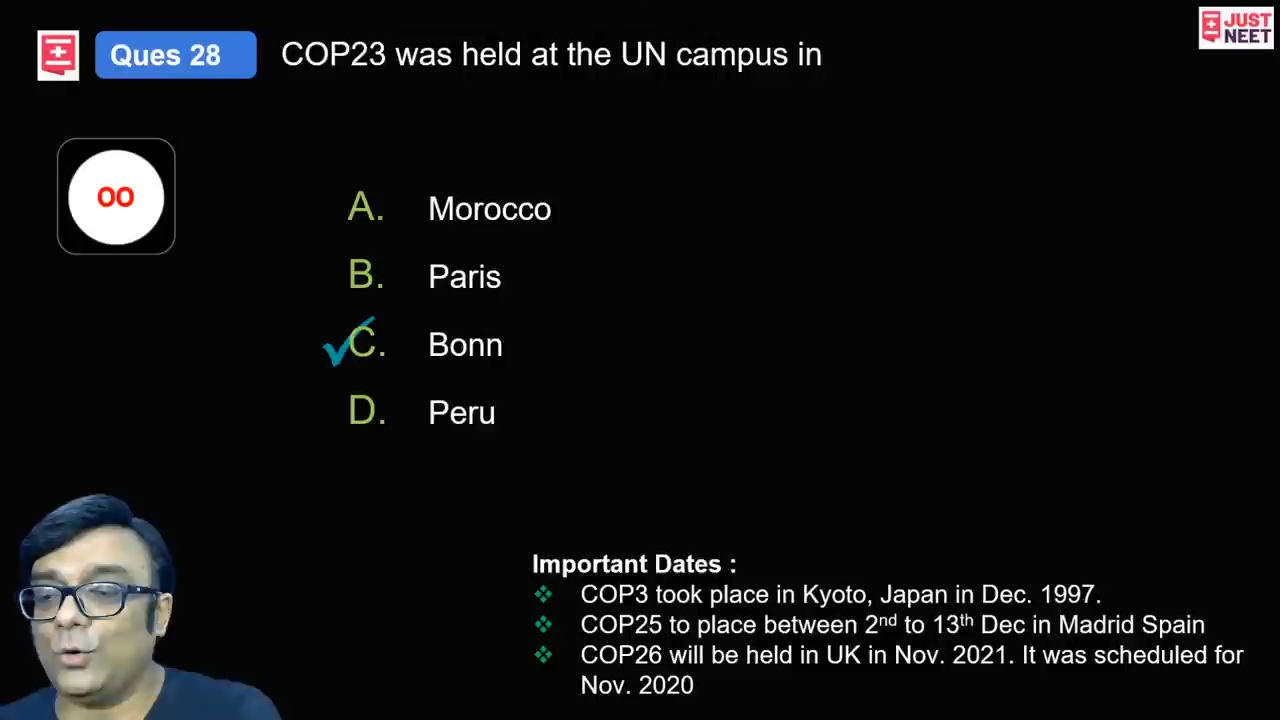 JUST
NEET
Ques 28 COP23 was held at the UN campus in
00
A. Morocco
B. Paris
C. Bonn
D. Peru
Important Dates :
❖ COP3 took place in Kyoto, Japan in Dec. 1997.
❖ COP25 to place between 2nd to 13th Dec in Madrid Spain
❖ COP26 will be held in UK in Nov. 2021. It was scheduled for
Nov. 2020